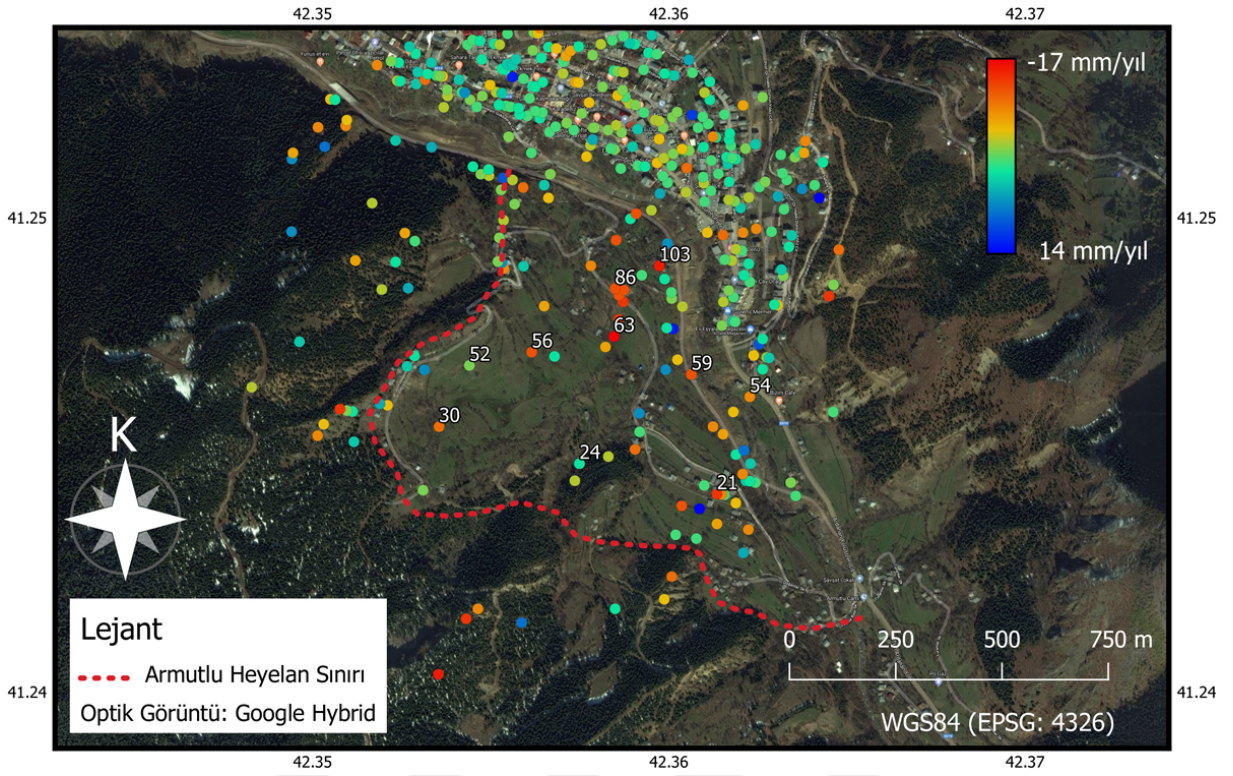 42.35 42.36 42.37
-17 mm/yıl
41.25 41.25
14 mm/yıl
103
86
63
56
52
59
54
30
24
21
K
Lejant
Armutlu Heyelan Sınırı
Optik Görüntü: Google Hybrid
0 250 500 750 m
WGS84 (EPSG: 4326)
41.24 41.24
42.35 42.36 42.37